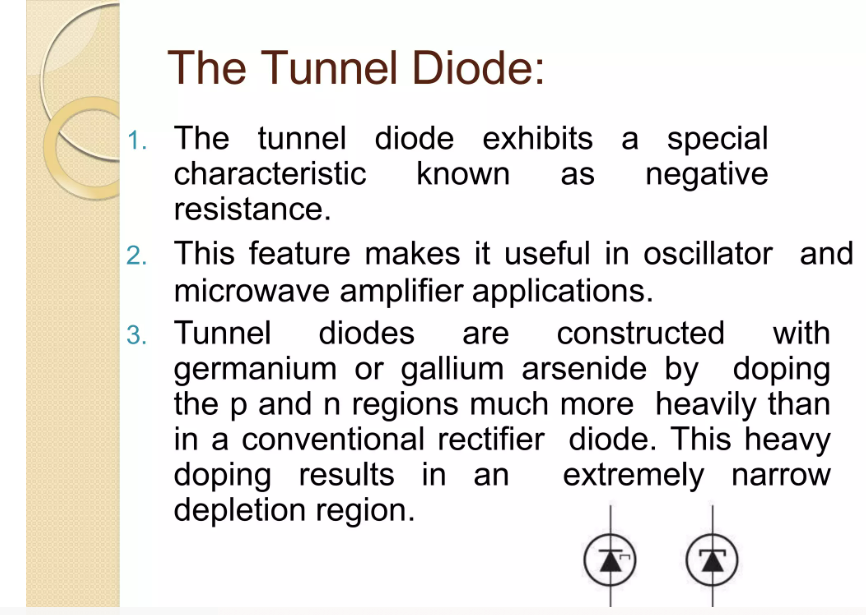 The Tunnel Diode:
1. The tunnel diode exhibits a special
characteristic known as negative
resistance.
2. This feature makes it useful in oscillator and
microwave amplifier applications.
3. Tunnel diodes are constructed with
germanium or gallium arsenide by doping
the p and n regions much more heavily than
in a conventional rectifier diode. This heavy
doping results in an extremely narrow
depletion region.